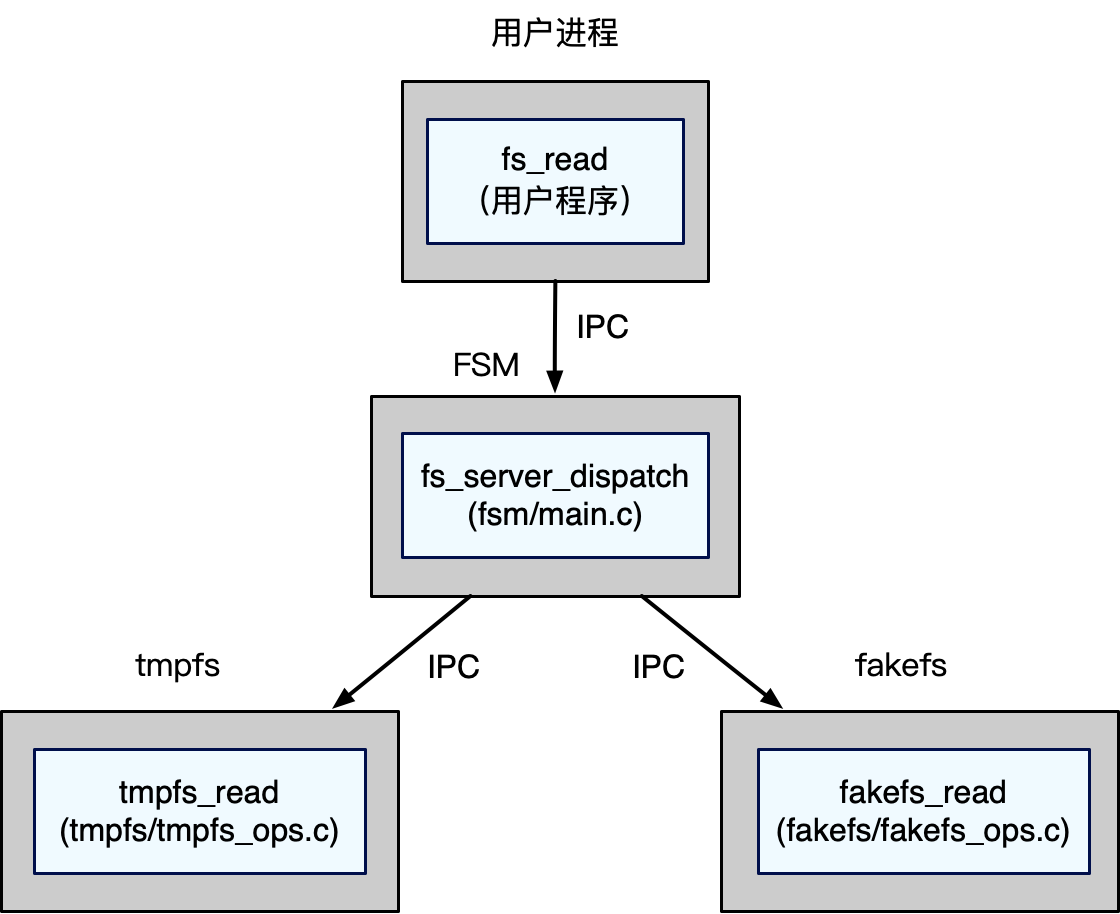 用户进程
fs_read
（用户程序）
IPC
FSM
fs_server_dispatch
(fsm/main.c)
tmpfs
IPC
IPC
fakefs
tmpfs_read
(tmpfs/tmpfs_ops.c)
fakefs_read
(fakefs/fakefs_ops.c)